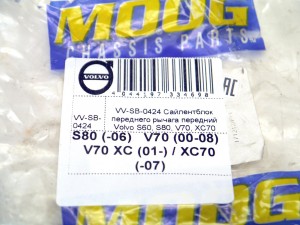 MOOG
CHASSIS PARTS
VOLVO
4044197334698
VV-SB-0424
VV-SB-0424 Сайлентблок
переднего рычага передний
Volvo S60, S80, V70, XC70
S80 (-06) V70 (00-08)
V70 XC (01-) / XC70
(-07)
MOOG